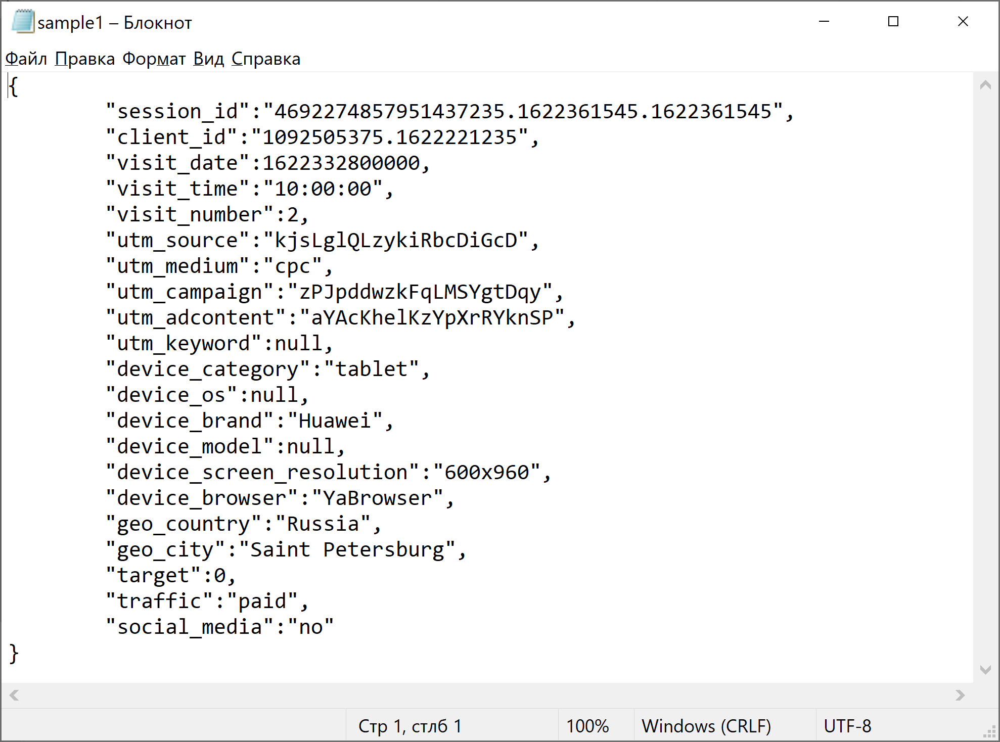 sample1 – Блокнот
Файл Правка Формат Вид Справка
{
"session_id":"4692274857951437235.1622361545.1622361545",
"client_id":"1092505375.1622221235",
"visit_date":1622332800000,
"visit_time":"10:00:00",
"visit_number":2,
"utm_source":"kjsLglQLzykiRbcDiGcD",
"utm_medium":"cpc",
"utm_campaign":"zPJpddwzkFqLMSYgtDqy",
"utm_adcontent":"aYAcKhelKzYpXrRYknSP",
"utm_keyword":null,
"device_category":"tablet",
"device_os":null,
"device_brand":"Huawei",
"device_model":null,
"device_screen_resolution":"600x960",
"device_browser":"YaBrowser",
"geo_country":"Russia",
"geo_city":"Saint Petersburg",
"target":0,
"traffic":"paid",
"social_media":"no"
}
Стр 1, стлб 1 100% Windows (CRLF) UTF-8